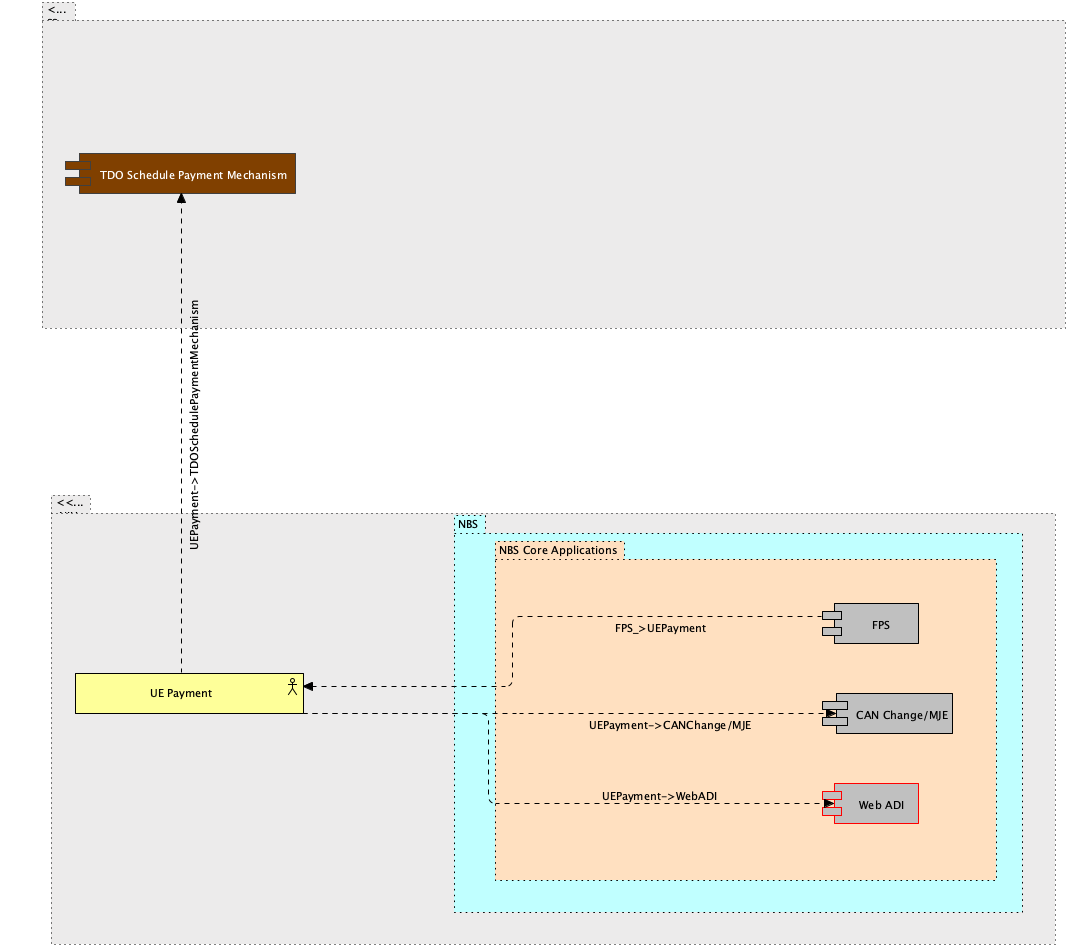 <...
TDO Schedule Payment Mechanism
UEPayment->TDOSchedulePaymentMechanism
<<...
NBS
NBS Core Applications
FPS_>UEPayment
FPS
UE Payment
UEPayment->CANChange/MJE
CAN Change/MJE
UEPayment->WebADI
Web ADI